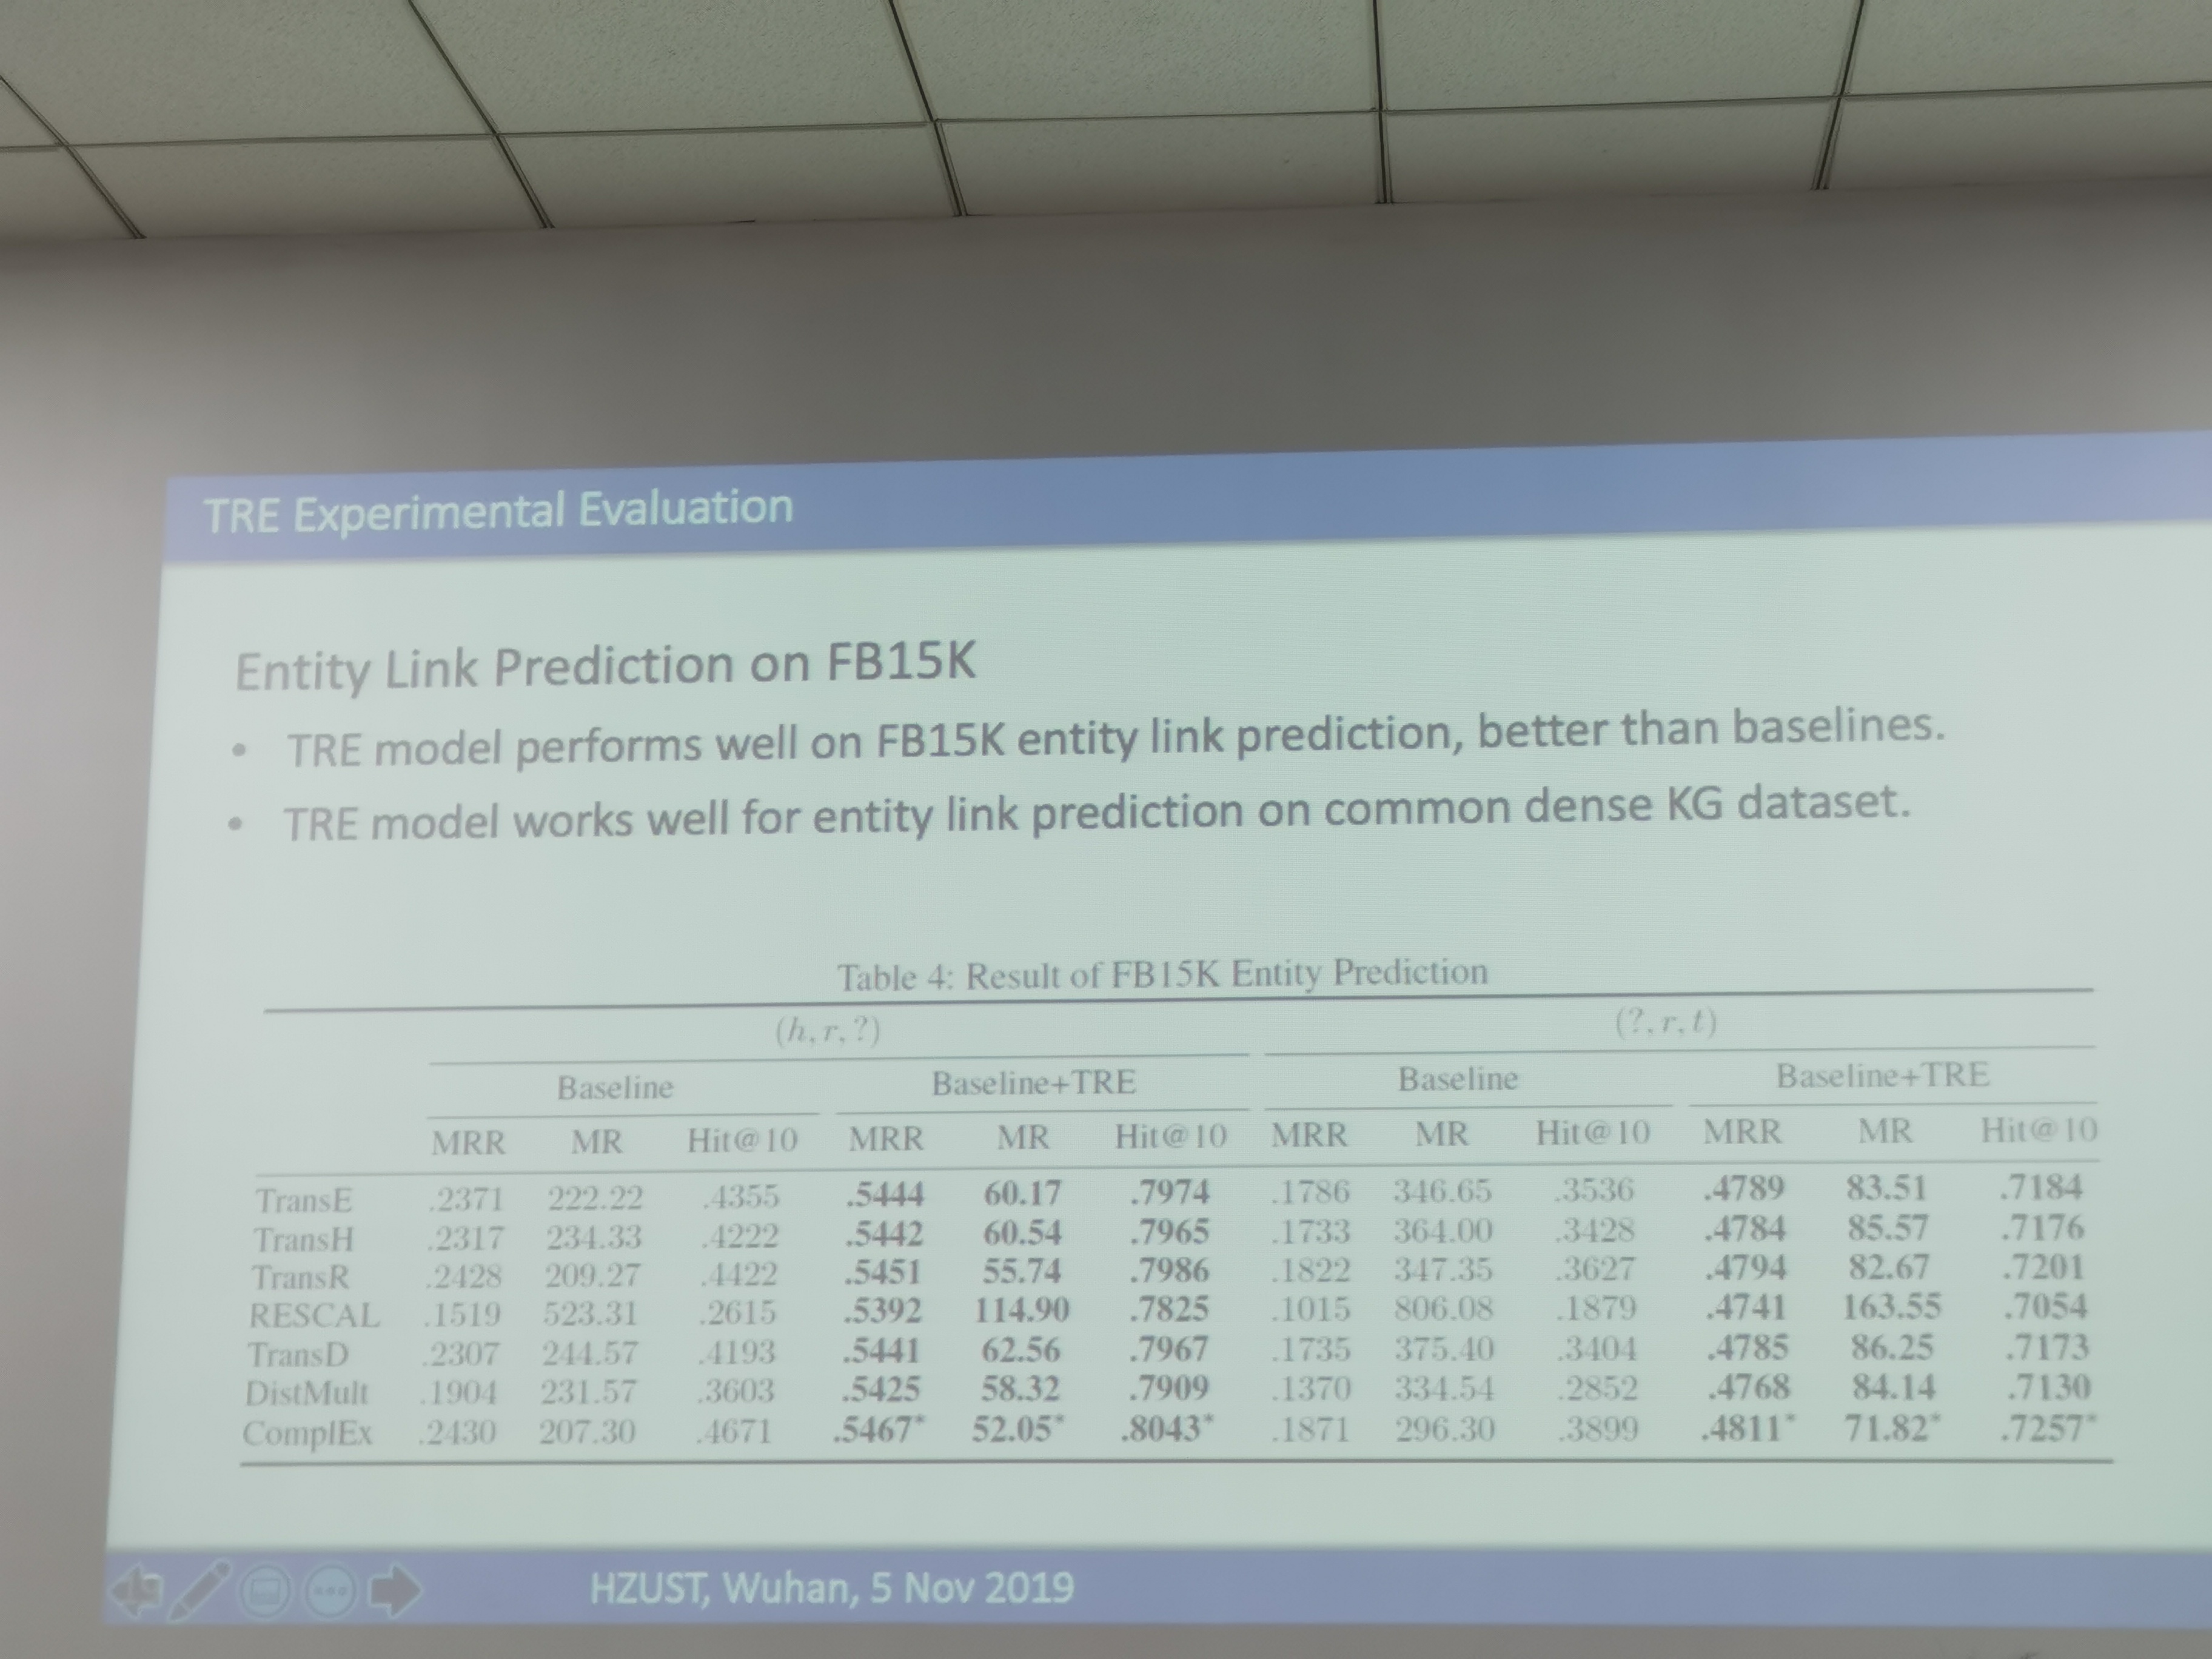 TRE Experimental Evaluation
Entity Link Prediction on FB15K
• TRE model performs well on FB15K entity link prediction, better than baselines.
• TRE model works well for entity link prediction on common dense KG dataset.
Table 4: Result of FB15K Entity Prediction
(h, r, ?) (?, r, t)
Baseline Baseline+TRE Baseline Baseline+TRE
MRR MR Hit@10 MRR MR Hit@10 MRR MR Hit@10 MRR MR Hit@10
TransE .2371 222.22 .4355 .5444 60.17 .7974 .1786 346.65 .3536 .4789 83.51 .7184
TransH .2317 234.33 .4222 .5442 60.54 .7965 .1733 364.00 .3428 .4784 85.57 .7176
TransR .2428 209.27 .4422 .5451 55.74 .7986 .1822 347.35 .3627 .4794 82.67 .7201
RESCAL .1519 523.31 .2615 .5392 114.90 .7825 .1015 806.08 .1879 .4741 163.55 .7054
TransD .2307 244.57 .4193 .5441 62.56 .7967 .1735 375.40 .3404 .4785 86.25 .7173
DistMult .1904 231.57 .3603 .5425 58.32 .7909 .1370 334.54 .2852 .4768 84.14 .7130
ComplEx .2430 207.30 .4671 .5467* 52.05* .8043* .1871 296.30 .3899 .4811* 71.82* .7257*
HZUST, Wuhan, 5 Nov 2019